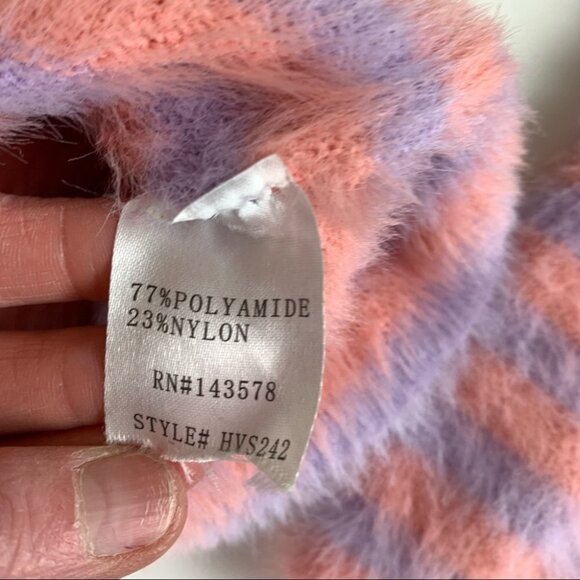 77%POLYAMIDE
23%NYLON
RN#143578
STYLE# HVS242